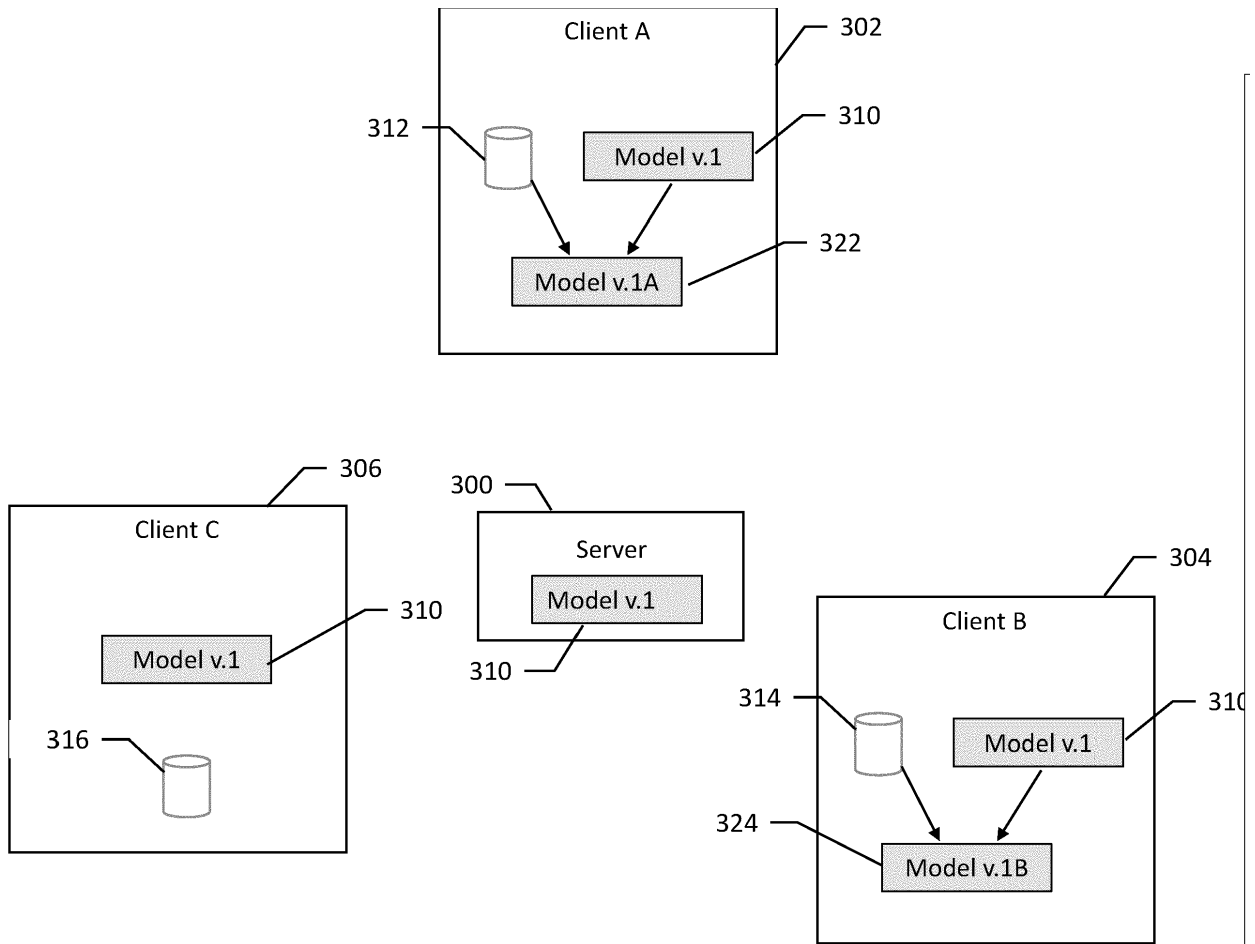 Client A
302
312
310
Model v.1
322
Model v.1A
306
300
Client C
Server
304
Model v.1
310
Client B
310
Model v.1
314
310
316
Model v.1
324
Model v.1B